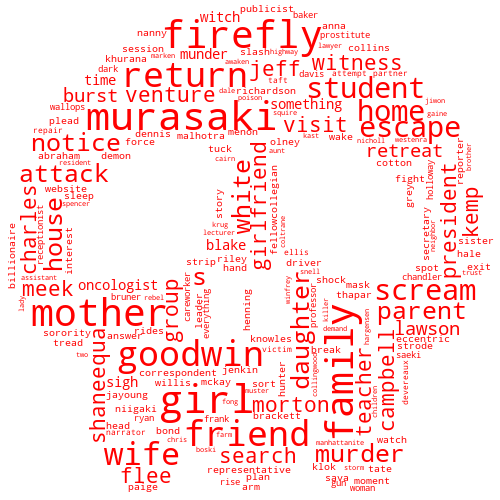 publicist
nanny witch firefly anna baker
prostitute
session slash highway lawyer collins
khurana munder marken awaken jeff witness
dark return davis attempt partner
time richardson taft student
burst venture dale poison something
wallops murasaki squire home jimon
plead dennis malhotra menon visit escape gaine
repair notice force kast wake nicholl westenra
abraham demon tuck olney aunt retreat
website cairn cotton reporter brother
attack sleep white girlfriend fellowcollegian fight
resident grey holloway
spencer story kemp
charles house receptionist krug president secretary neighbor
lecturer coltrane sister
interest blake ellis hale
billionaire riley driver spot exit
strip shock mask scream trust
assistant oncologist hand snell chandler
meek s careworker thapar parent
lady mother bruner rebel group leader everything henning winfrey daughter professor killer hargensen devereaux
sorority rides knowles demand lawson
tread answer victim break campbell eccentric
two goodwin collingwood strode
correspondent jenkin family teacher saeki
shaneequa sigh willis mckay sort hunter children
jayoung girl muster morton
niigaki fong brackett
ryan frank farm
head bond friend search manhattanite watch
narrator chris plan murder
wife boski klok storm tate
representative saya
flee rise gun moment
paige arm woman